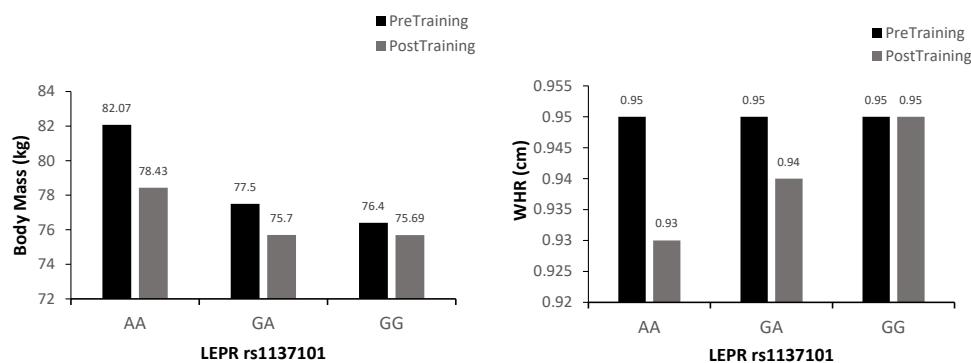 PreTraining
PostTraining
84
82
80
78
76
74
72
Body Mass (kg)
82.07
78.43
77.5
75.7
76.4
75.69
AA GA GG
LEPR rs1137101
PreTraining
PostTraining
0.955
0.95
0.945
0.94
0.935
0.93
0.925
0.92
WHR (cm)
0.95
0.93
0.95
0.94
0.95 0.95
AA GA GG
LEPR rs1137101